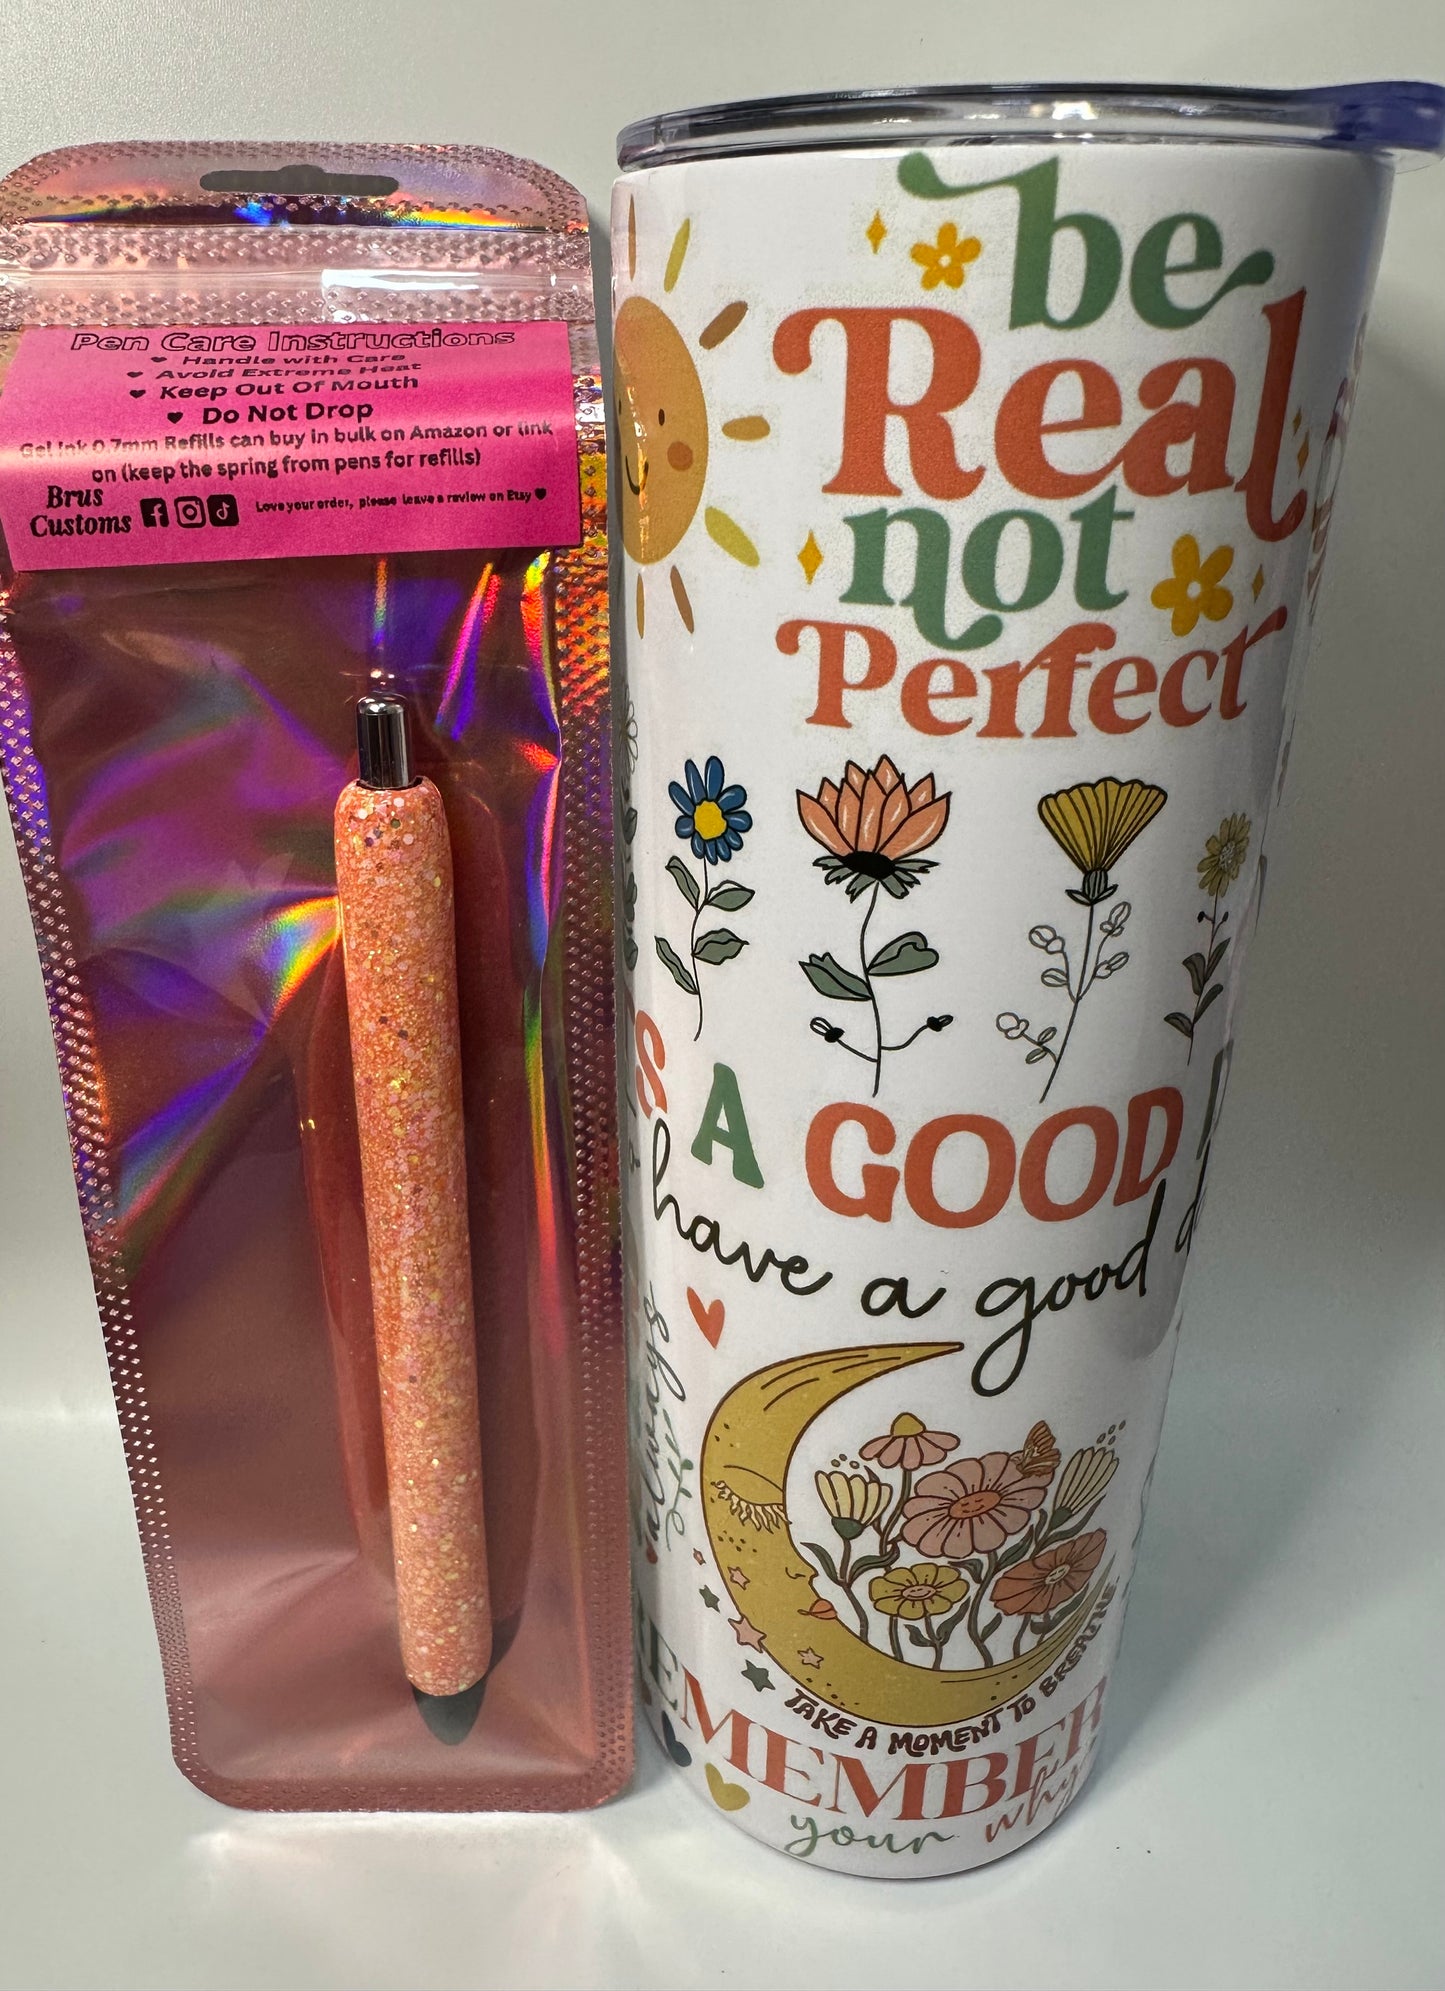 Pen Care Instructions
Handle with Care
Avoid Extreme Heat
Keep Out Of Mouth
Do Not Drop
Gel Ink 0.7mm Refills can buy in bulk on Amazon or link
on (keep the spring from pens for refills)
Brus
Customs
Love your order, please leave a review on Etsy
be
Real
not
Perfect
S A GOOD
have a good
always
TAKE A MOMENT TO BREATHE
EMEMBER
your why